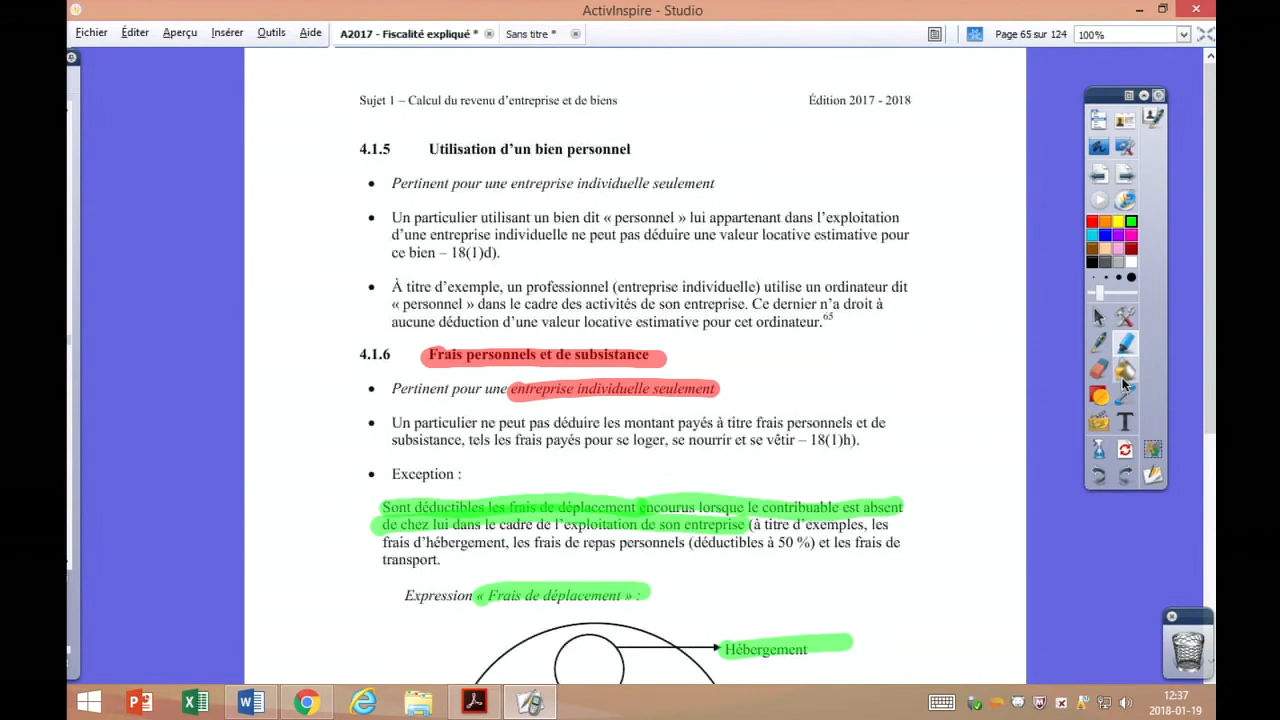 ActivInspire - Studio
Fichier Éditer Aperçu Insérer Outils Aide A2017 - Fiscalité expliqué * Sans titre * Page 65 sur 124 100%
Sujet 1 – Calcul du revenu d'entreprise et de biens Édition 2017 - 2018
4.1.5 Utilisation d'un bien personnel
• Pertinent pour une entreprise individuelle seulement
• Un particulier utilisant un bien dit « personnel » lui appartenant dans l'exploitation
d'une entreprise individuelle ne peut pas déduire une valeur locative estimative pour
ce bien – 18(1)d).
• À titre d'exemple, un professionnel (entreprise individuelle) utilise un ordinateur dit
« personnel » dans le cadre des activités de son entreprise. Ce dernier n'a droit à
aucune déduction d'une valeur locative estimative pour cet ordinateur.65
4.1.6 Frais personnels et de subsistance
• Pertinent pour une entreprise individuelle seulement
• Un particulier ne peut pas déduire les montant payés à titre frais personnels et de
subsistance, tels les frais payés pour se loger, se nourrir et se vêtir – 18(1)h).
• Exception :
Sont déductibles les frais de déplacement encourus lorsque le contribuable est absent
de chez lui dans le cadre de l'exploitation de son entreprise (à titre d'exemples, les
frais d'hébergement, les frais de repas personnels (déductibles à 50 %) et les frais de
transport.
Expression « Frais de déplacement » :
Hébergement
12:37
2018-01-19